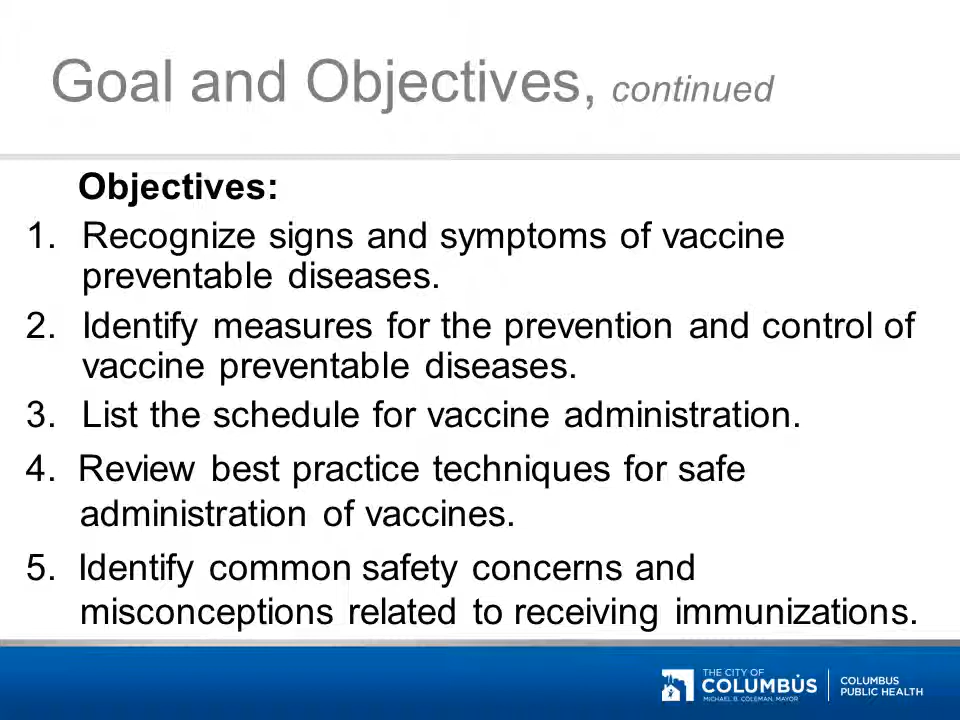 Goal and Objectives, continued
Objectives:
1. Recognize signs and symptoms of vaccine
preventable diseases.
2. Identify measures for the prevention and control of
vaccine preventable diseases.
3. List the schedule for vaccine administration.
4. Review best practice techniques for safe
administration of vaccines.
5. Identify common safety concerns and
misconceptions related to receiving immunizations.
THE CITY OF
COLUMBUS
MICHAEL B. COLEMAN, MAYOR
COLUMBUS
PUBLIC HEALTH